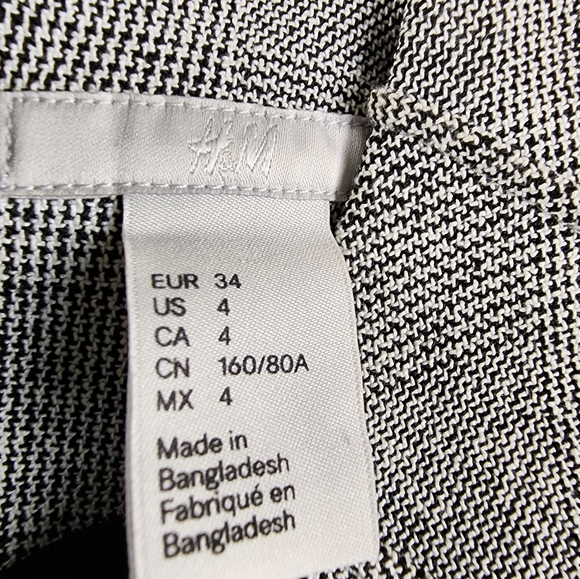 H&M
EUR 34
US 4
CA 4
CN 160/80A
MX 4
Made in
Bangladesh
Fabriqué en
Bangladesh